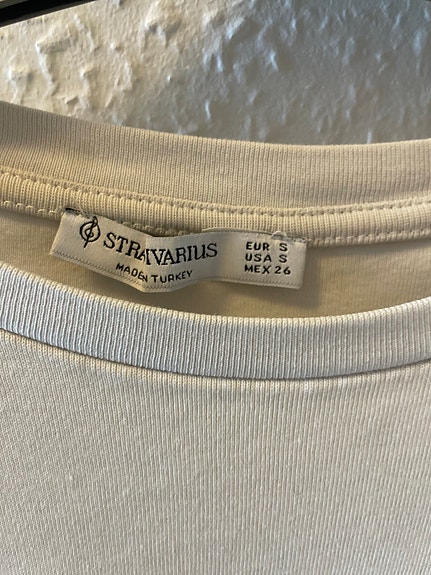 STRADIVARIUS
MADE IN TURKEY
EUR S
USA S
MEX 26